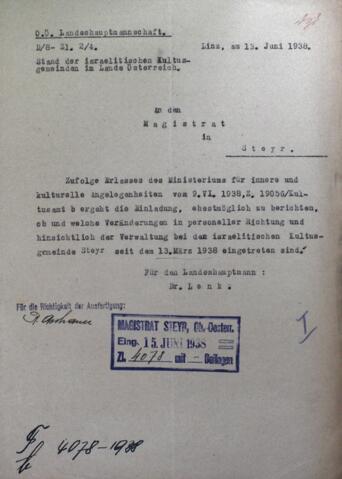 O.Ö. Landeshauptmannschaft.
D/8- Zl. 2/4. Linz, am 13. Juni 1938.
Stand der israelitischen Kultus-
gemeinden im Lande Österreich.
An den
Magistrat
in
Steyr.
Zufolge Erlasses des Ministeriums für innere und
kulturelle Angelegenheiten vom 9.VI. 1938,Z. 19056/Kul-
tusamt b ergeht die Einladung, ehestmöglich zu berichten,
ob und welche Veränderungen in personeller Richtung und
hinsichtlich der Verwaltung bei der israelitischen Kultus-
gemeinde Steyr seit dem 13.März 1938 eingetreten sind.
Für den Landeshauptmann :
Dr. Lenk.
Für die Richtigkeit der Ausfertigung:
MAGISTRAT STEYR, Ob.-Oesterr.
Eing. 15. JUNI 1938
Zl. 4078 mit - Beilagen
I
4078-1938